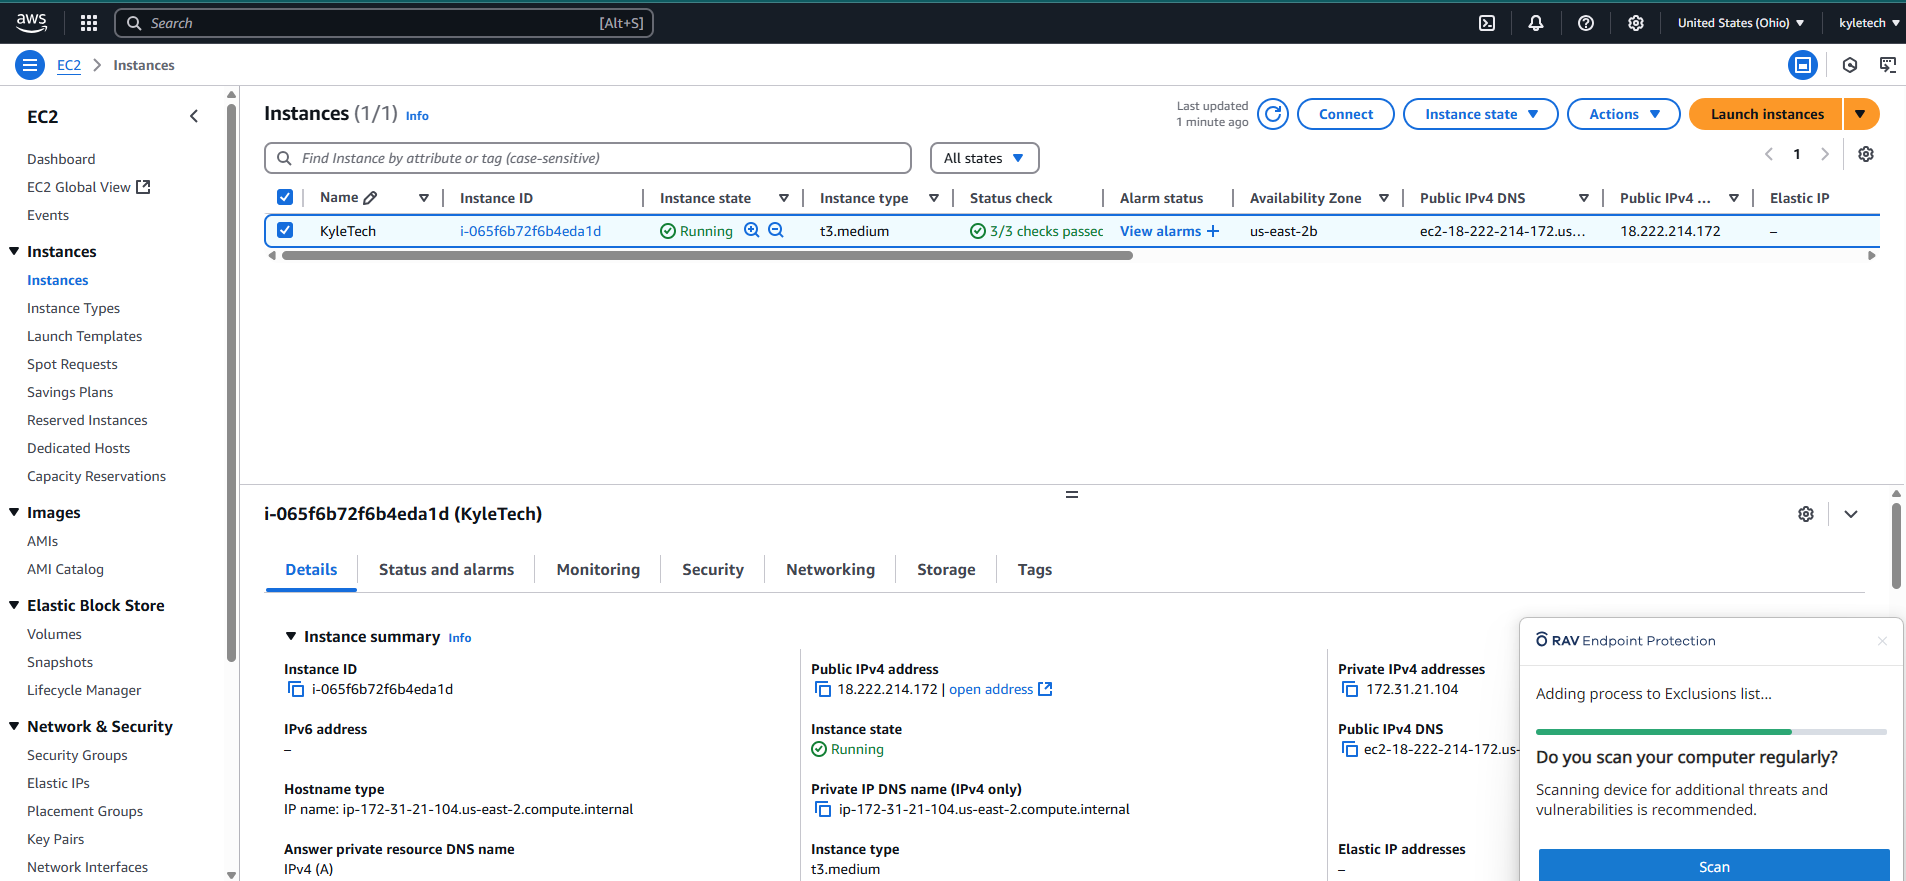 aws
Search [Alt+S]
United States (Ohio)
kyletech
EC2 > Instances
EC2
Dashboard
EC2 Global View
Events
Instances
Instances
Instance Types
Launch Templates
Spot Requests
Savings Plans
Reserved Instances
Dedicated Hosts
Capacity Reservations
Images
AMIs
AMI Catalog
Elastic Block Store
Volumes
Snapshots
Lifecycle Manager
Network & Security
Security Groups
Elastic IPs
Placement Groups
Key Pairs
Network Interfaces
Instances (1/1) Info
Last updated
1 minute ago
Connect
Instance state
Actions
Launch instances
Find Instance by attribute or tag (case-sensitive)
All states
1
Name Instance ID Instance state Instance type Status check Alarm status Availability Zone Public IPv4 DNS Public IPv4 ... Elastic IP
KyleTech i-065f6b72f6b4eda1d Running t3.medium 3/3 checks passec View alarms + us-east-2b ec2-18-222-214-172.us... 18.222.214.172 –
i-065f6b72f6b4eda1d (KyleTech)
Details
Status and alarms
Monitoring
Security
Networking
Storage
Tags
Instance summary Info
Instance ID
i-065f6b72f6b4eda1d
Public IPv4 address
18.222.214.172 | open address
Private IPv4 addresses
172.31.21.104
IPv6 address
–
Instance state
Running
Public IPv4 DNS
ec2-18-222-214-172.us-
Hostname type
IP name: ip-172-31-21-104.us-east-2.compute.internal
Private IP DNS name (IPv4 only)
ip-172-31-21-104.us-east-2.compute.internal
Answer private resource DNS name
IPv4 (A)
Instance type
t3.medium
Elastic IP addresses
–
RAV Endpoint Protection
Adding process to Exclusions list...
Do you scan your computer regularly?
Scanning device for additional threats and
vulnerabilities is recommended.
Scan